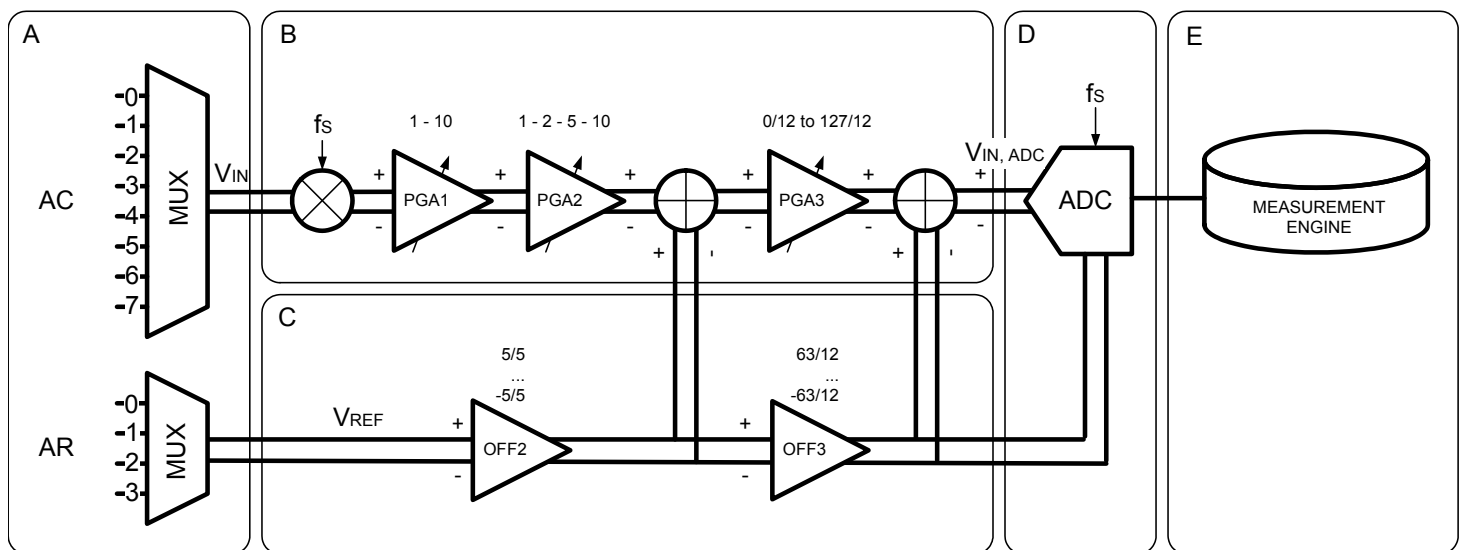 A
B
D
E
fS
fS
0
1
2
3
4
5
6
7
MUX
AC
VIN
1 - 10
1 - 2 - 5 - 10
0/12 to 127/12
VIN, ADC
+ + + + + + +
PGA1
PGA2
PGA3
ADC
MEASUREMENT
ENGINE
- - - - - - -
+ - + -
C
5/5
...
-5/5
63/12
...
-63/12
0
1
2
3
MUX
AR
VREF
+
-
OFF2
+
-
OFF3